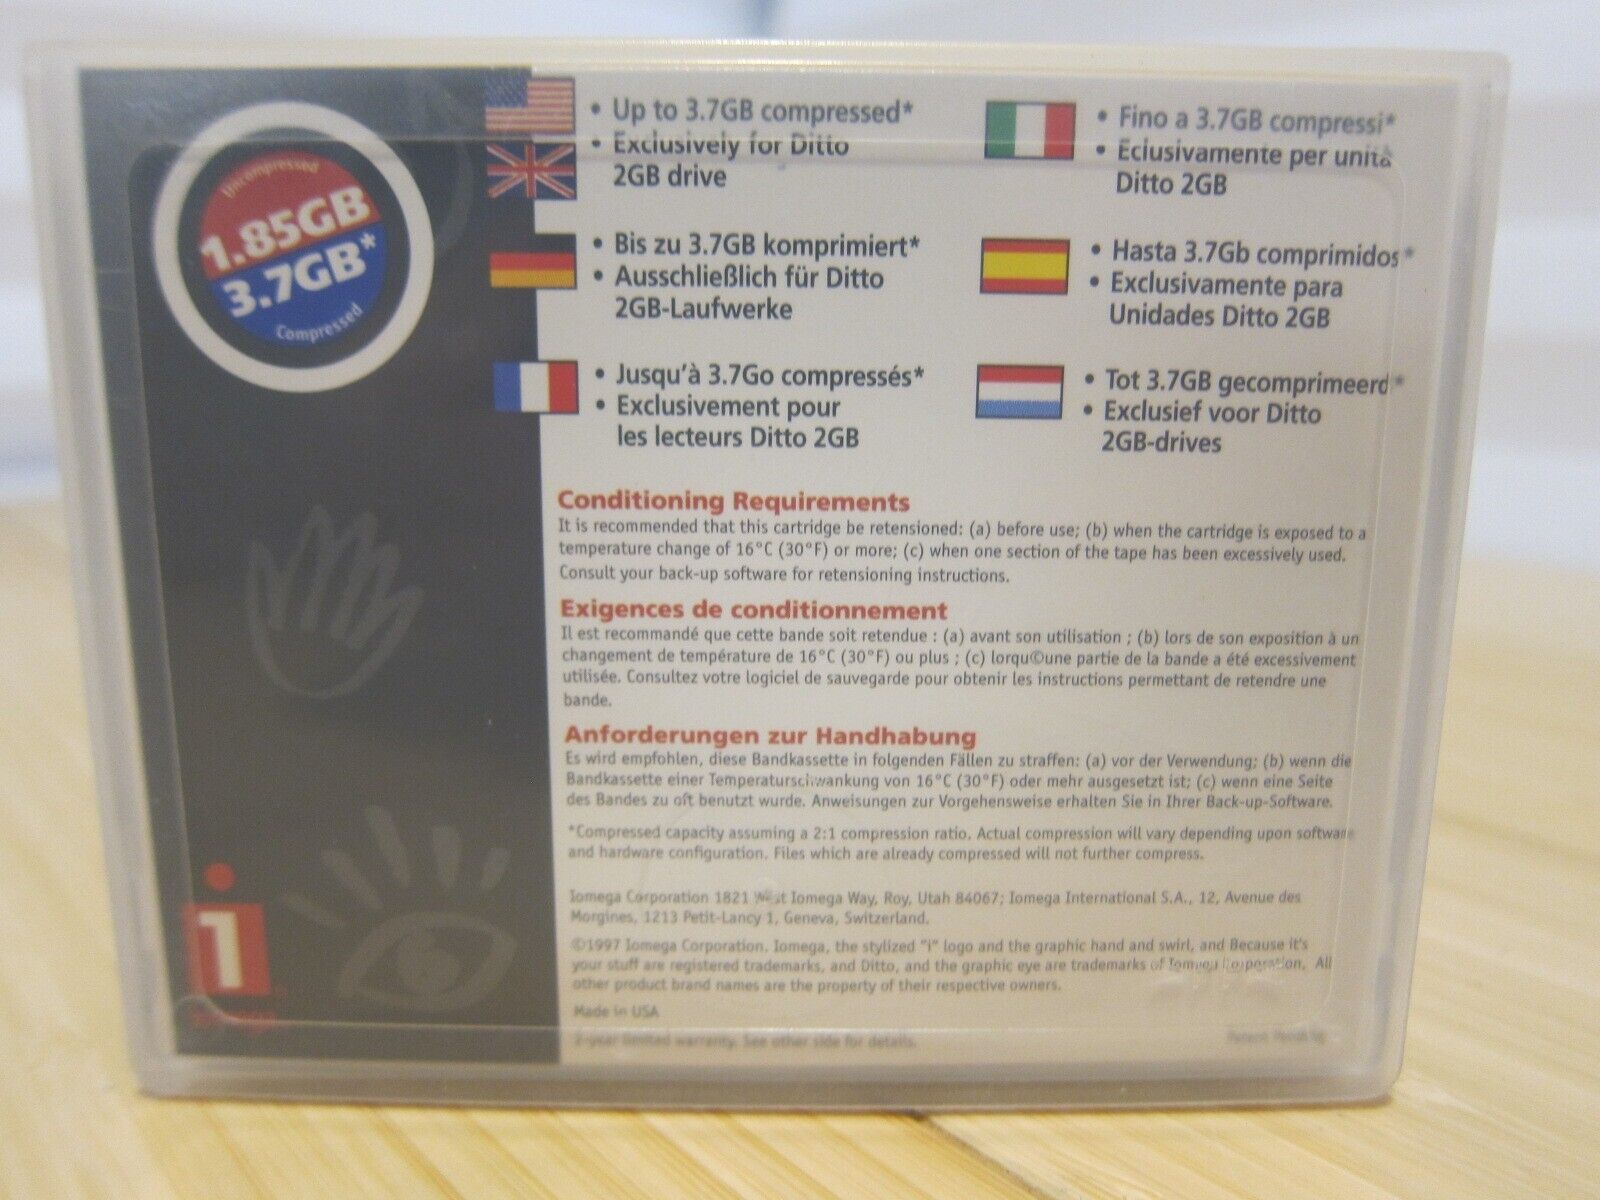 Uncompressed
1.85GB
3.7GB*
Compressed
• Up to 3.7GB compressed*
• Exclusively for Ditto
2GB drive
• Bis zu 3.7GB komprimiert*
• Ausschließlich für Ditto
2GB-Laufwerke
• Jusqu'à 3.7Go compressés*
• Exclusivement pour
les lecteurs Ditto 2GB
• Fino a 3.7GB compressi*
• Eclusivamente per unità
Ditto 2GB
• Hasta 3.7Gb comprimidos*
• Exclusivamente para
Unidades Ditto 2GB
• Tot 3.7GB gecomprimeerd*
• Exclusief voor Ditto
2GB-drives
Conditioning Requirements
It is recommended that this cartridge be retensioned: (a) before use; (b) when the cartridge is exposed to a
temperature change of 16°C (30°F) or more; (c) when one section of the tape has been excessively used.
Consult your back-up software for retensioning instructions.
Exigences de conditionnement
Il est recommandé que cette bande soit retendue : (a) avant son utilisation ; (b) lors de son exposition à un
changement de température de 16°C (30°F) ou plus ; (c) lorqu©une partie de la bande a été excessivement
utilisée. Consultez votre logiciel de sauvegarde pour obtenir les instructions permettant de retendre une
bande.
Anforderungen zur Handhabung
Es wird empfohlen, diese Bandkassette in folgenden Fällen zu straffen: (a) vor der Verwendung; (b) wenn die
Bandkassette einer Temperaturschwankung von 16°C (30°F) oder mehr ausgesetzt ist; (c) wenn eine Seite
des Bandes zu oft benutzt wurde. Anweisungen zur Vorgehensweise erhalten Sie in Ihrer Back-up-Software.
*Compressed capacity assuming a 2:1 compression ratio. Actual compression will vary depending upon software
and hardware configuration. Files which are already compressed will not further compress.
Iomega Corporation 1821 West Iomega Way, Roy, Utah 84067; Iomega International S.A., 12, Avenue des
Morgines, 1213 Petit-Lancy 1, Geneva, Switzerland.
©1997 Iomega Corporation. Iomega, the stylized "i" logo and the graphic hand and swirl, and Because it's
your stuff are registered trademarks, and Ditto, and the graphic eye are trademarks of Iomega Corporation. All
other product brand names are the property of their respective owners.
Made in USA
2-year limited warranty. See other side for details.
i